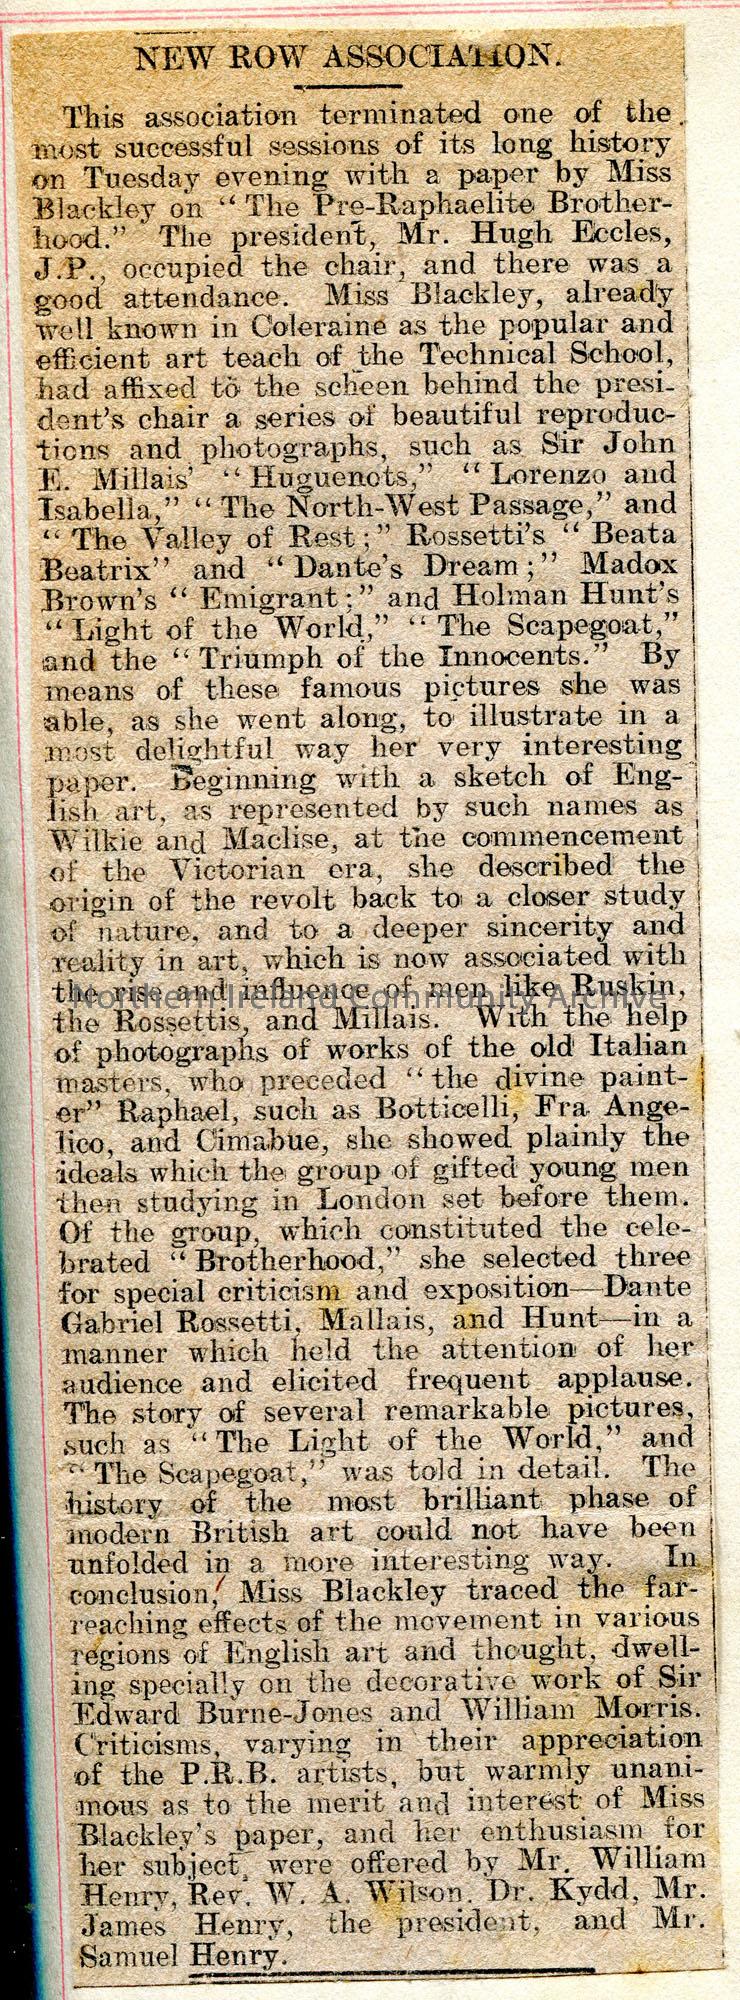 NEW ROW ASSOCIATION.
This association terminated one of the
most successful sessions of its long history
on Tuesday evening with a paper by Miss
Blackley on "The Pre-Raphaelite Brother-
hood." The president, Mr. Hugh Eccles,
J.P., occupied the chair, and there was a
good attendance. Miss Blackley, already
well known in Coleraine as the popular and
efficient art teach of the Technical School,
had affixed to the scheen behind the presi-
dent's chair a series of beautiful reproduc-
tions and photographs, such as Sir John
E. Millais' "Huguenots," "Lorenzo and
Isabella," "The North-West Passage," and
"The Valley of Rest;" Rossetti's "Beata
Beatrix" and "Dante's Dream;" Madox
Brown's "Emigrant;" and Holman Hunt's
"Light of the World," "The Scapegoat,"
and the "Triumph of the Innocents." By
means of these famous pictures she was
able, as she went along, to illustrate in a
most delightful way her very interesting
paper. Beginning with a sketch of Eng-
lish art, as represented by such names as
Wilkie and Maclise, at the commencement
of the Victorian era, she described the
origin of the revolt back to a closer study
of nature, and to a deeper sincerity and
reality in art, which is now associated with
the rise and influence of men like Ruskin,
Northern Ireland Community Archive
the Rossettis, and Millais. With the help
of photographs of works of the old Italian
masters, who preceded "the divine paint-
er" Raphael, such as Botticelli, Fra Ange-
lico, and Cimabue, she showed plainly the
ideals which the group of gifted young men
then studying in London set before them.
Of the group, which constituted the cele-
brated "Brotherhood," she selected three
for special criticism and exposition—Dante
Gabriel Rossetti, Mallais, and Hunt—in a
manner which held the attention of her
audience and elicited frequent applause.
The story of several remarkable pictures,
such as "The Light of the World," and
"The Scapegoat," was told in detail. The
history of the most brilliant phase of
modern British art could not have been
unfolded in a more interesting way. In
conclusion, Miss Blackley traced the far-
reaching effects of the movement in various
regions of English art and thought, dwell-
ing specially on the decorative work of Sir
Edward Burne-Jones and William Morris.
Criticisms, varying in their appreciation
of the P.R.B. artists, but warmly unani-
mous as to the merit and interest of Miss
Blackley's paper, and her enthusiasm for
her subject, were offered by Mr. William
Henry, Rev. W. A. Wilson, Dr. Kydd, Mr.
James Henry, the president, and Mr.
Samuel Henry.